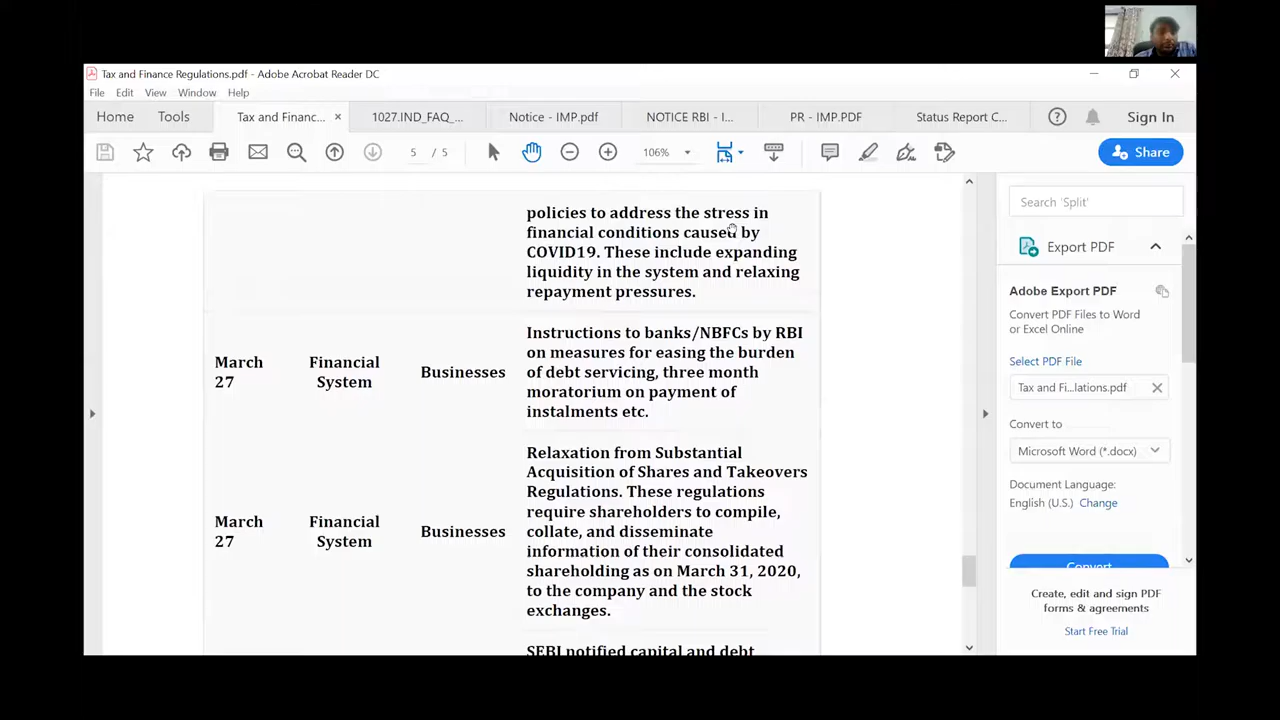 Tax and Finance Regulations.pdf - Adobe Acrobat Reader DC
File Edit View Window Help
Home Tools Tax and Financ... × 1027.IND_FAQ_... Notice - IMP.pdf NOTICE RBI - I... PR - IMP.PDF Status Report C... Sign In
5 / 5 106% Share
policies to address the stress in
financial conditions caused by
COVID19. These include expanding
liquidity in the system and relaxing
repayment pressures.
March
27
Financial
System
Businesses
Instructions to banks/NBFCs by RBI
on measures for easing the burden
of debt servicing, three month
moratorium on payment of
instalments etc.
March
27
Financial
System
Businesses
Relaxation from Substantial
Acquisition of Shares and Takeovers
Regulations. These regulations
require shareholders to compile,
collate, and disseminate
information of their consolidated
shareholding as on March 31, 2020,
to the company and the stock
exchanges.
SEBI notified capital and debt
Search 'Split'
Export PDF
Adobe Export PDF
Convert PDF Files to Word
or Excel Online
Select PDF File
Tax and Fi...lations.pdf
Convert to
Microsoft Word (*.docx)
Document Language:
English (U.S.) Change
Convert
Create, edit and sign PDF
forms & agreements
Start Free Trial